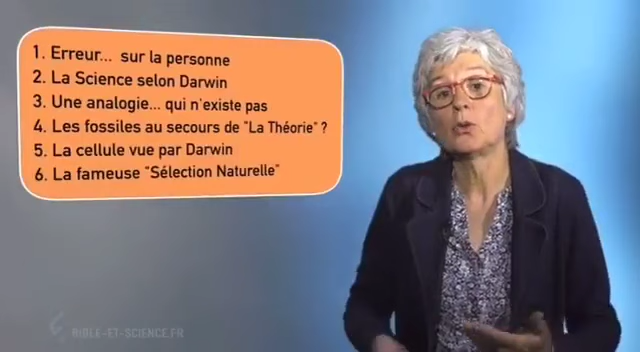 1. Erreur... sur la personne
2. La Science selon Darwin
3. Une analogie... qui n'existe pas
4. Les fossiles au secours de "La Théorie" ?
5. La cellule vue par Darwin
6. La fameuse "Sélection Naturelle"
BIBLE-ET-SCIENCE.FR